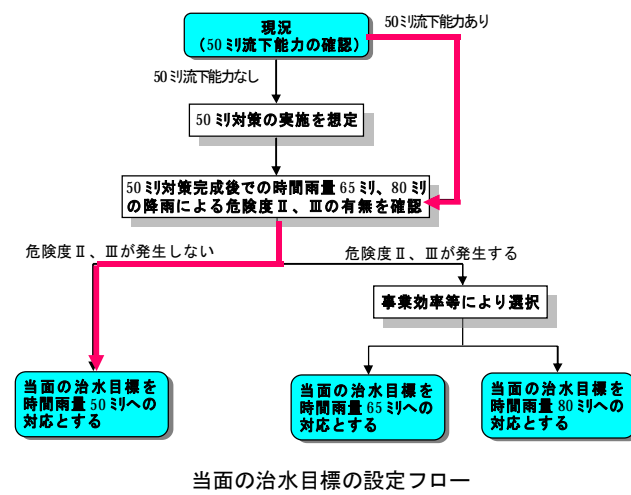 現況
(50ミリ流下能力の確認)
50ミリ流下能力あり
50ミリ流下能力なし
50ミリ対策の実施を想定
50ミリ対策完成後での時間雨量65ミリ、80ミリ
の降雨による危険度Ⅱ、Ⅲの有無を確認
危険度Ⅱ、Ⅲが発生しない
危険度Ⅱ、Ⅲが発生する
事業効率等により選択
当面の治水目標を
時間雨量50ミリへの
対応とする
当面の治水目標を
時間雨量65ミリへの
対応とする
当面の治水目標を
時間雨量80ミリへの
対応とする
当面の治水目標の設定フロー